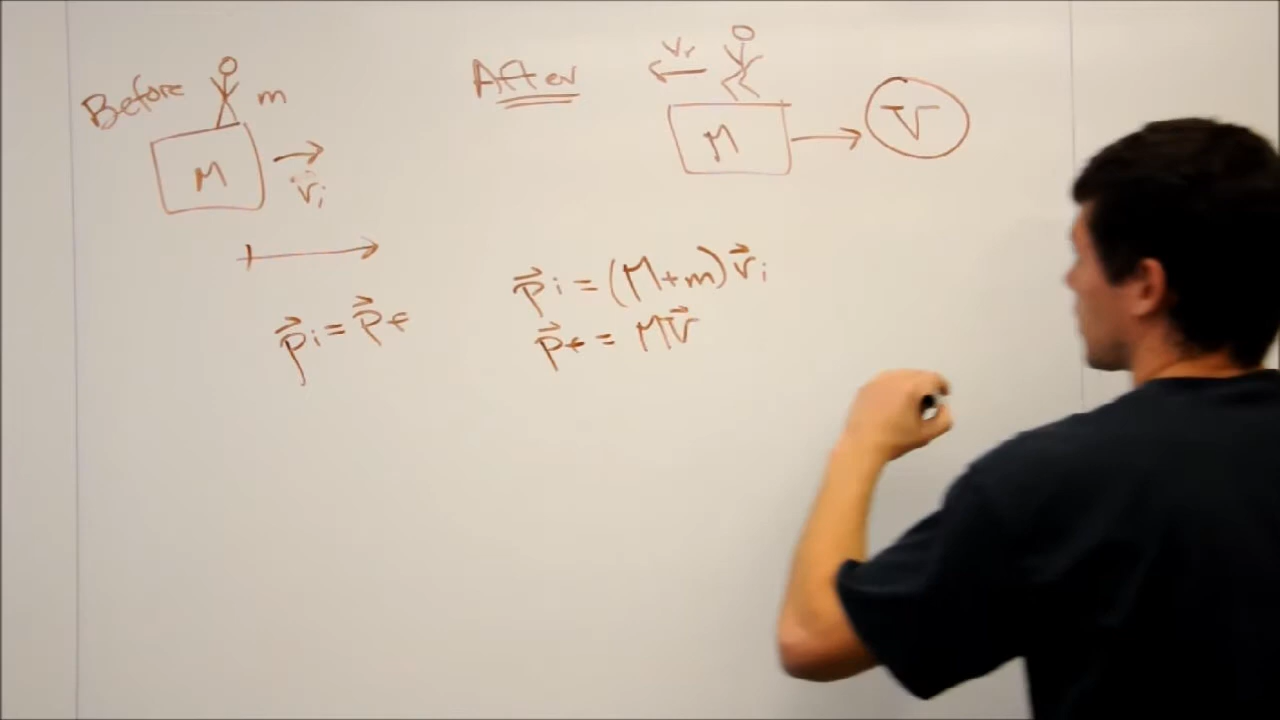 Before
m
M
v⃗i
After
vr
M
V
p⃗i = p⃗f
p⃗i = (M+m) v⃗i
p⃗f = MV⃗